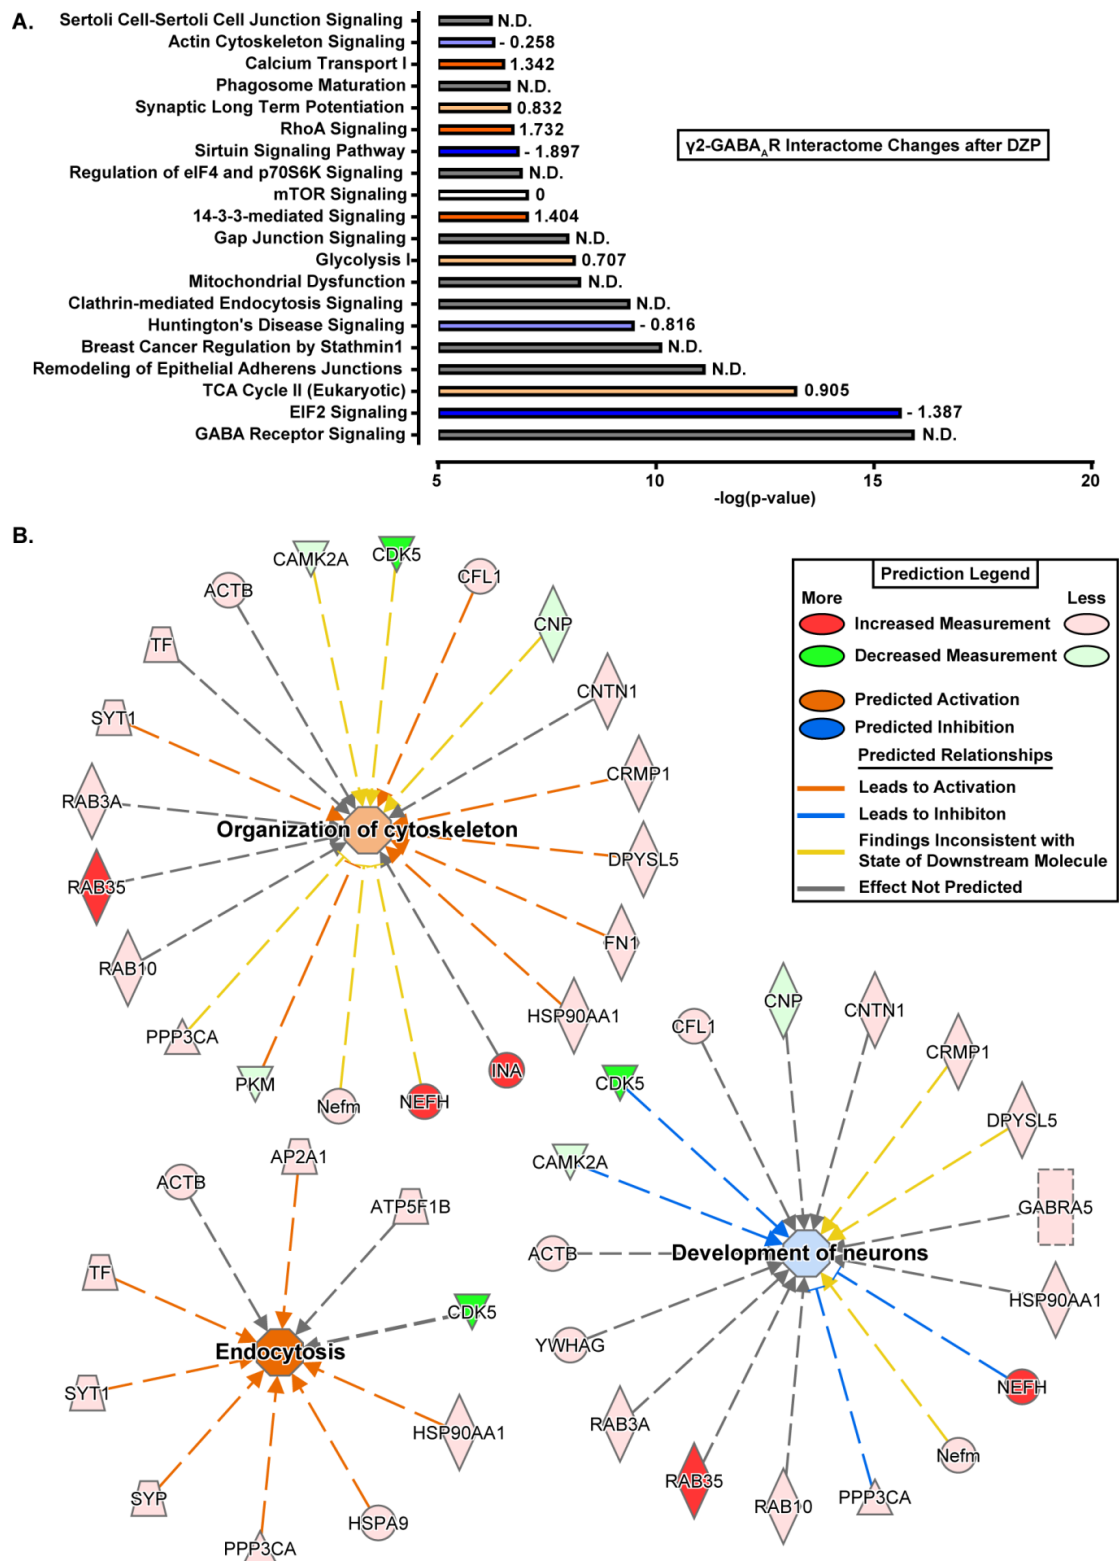 A.
Sertoli Cell-Sertoli Cell Junction Signaling N.D.
Actin Cytoskeleton Signaling - 0.258
Calcium Transport I 1.342
Phagosome Maturation N.D.
Synaptic Long Term Potentiation 0.832
RhoA Signaling 1.732
Sirtuin Signaling Pathway - 1.897
Regulation of eIF4 and p70S6K Signaling N.D.
mTOR Signaling 0
14-3-3-mediated Signaling 1.404
Gap Junction Signaling N.D.
Glycolysis I 0.707
Mitochondrial Dysfunction N.D.
Clathrin-mediated Endocytosis Signaling N.D.
Huntington's Disease Signaling - 0.816
Breast Cancer Regulation by Stathmin1 N.D.
Remodeling of Epithelial Adherens Junctions N.D.
TCA Cycle II (Eukaryotic) 0.905
EIF2 Signaling - 1.387
GABA Receptor Signaling N.D.
γ2-GABAAR Interactome Changes after DZP
5 10 15 20
-log(p-value)
B.
CAMK2A
CDK5
CFL1
CNP
CNTN1
CRMP1
DPYSL5
FN1
HSP90AA1
INA
NEFH
Nefm
PKM
PPP3CA
RAB10
RAB35
RAB3A
SYT1
TF
ACTB
Organization of cytoskeleton
Prediction Legend
More Less
Increased Measurement
Decreased Measurement
Predicted Activation
Predicted Inhibition
Predicted Relationships
Leads to Activation
Leads to Inhibiton
Findings Inconsistent with
State of Downstream Molecule
Effect Not Predicted
ACTB
AP2A1
ATP5F1B
CDK5
HSP90AA1
HSPA9
PPP3CA
SYP
SYT1
TF
Endocytosis
CFL1
CNP
CNTN1
CRMP1
DPYSL5
GABRA5
HSP90AA1
NEFH
Nefm
PPP3CA
RAB10
RAB35
RAB3A
YWHAG
ACTB
CAMK2A
CDK5
Development of neurons